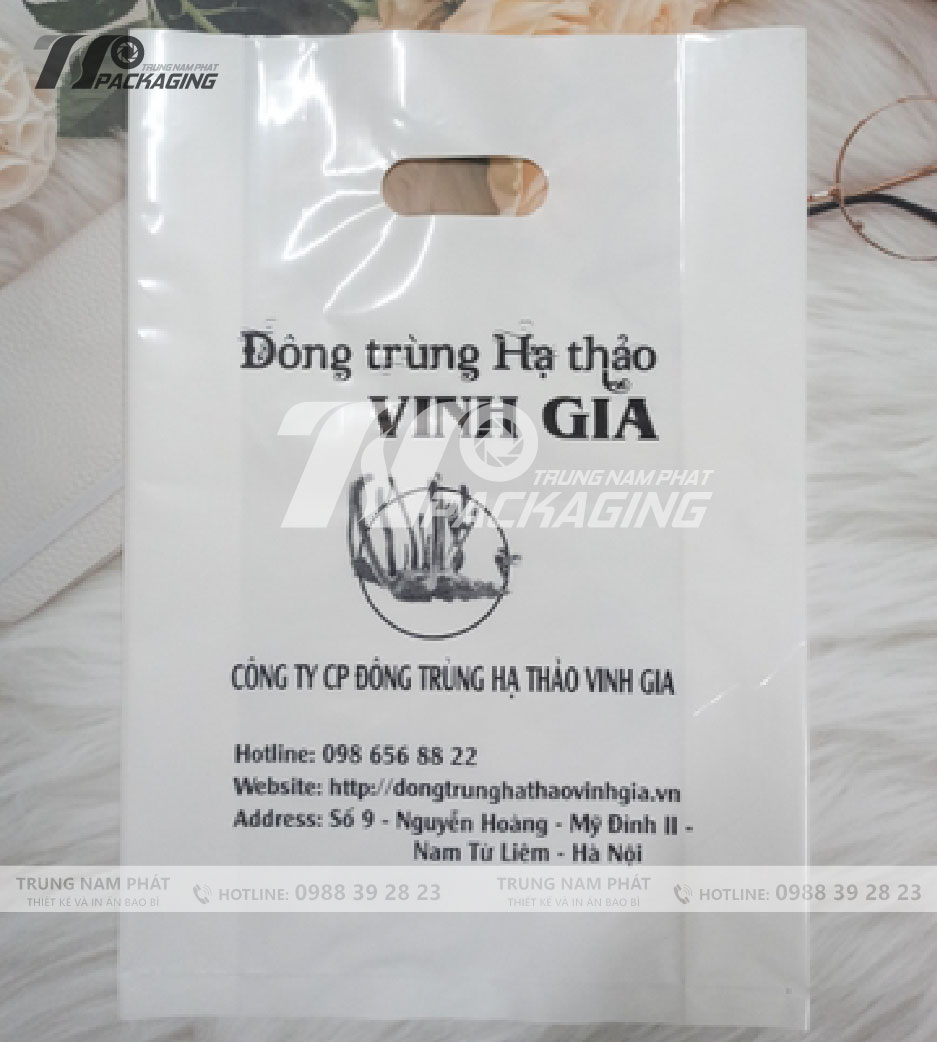 TRUNG NAM PHAT
PACKAGING
Đông trùng Hạ thảo
VINH GIA
TRUNG NAM PHAT
PACKAGING
CÔNG TY CP ĐÔNG TRÙNG HẠ THẢO VINH GIA
Hotline: 098 656 88 22
Website: http://dongtrunghathaovinhgia.vn
Address: Số 9 - Nguyễn Hoàng - Mỹ Đình II -
Nam Từ Liêm - Hà Nội
TRUNG NAM PHÁT HOTLINE: 0988 39 28 23 TRUNG NAM PHÁT HOTLINE: 0988 39 28 23
THIẾT KẾ VÀ IN ẤN BAO BÌ THIẾT KẾ VÀ IN ẤN BAO BÌ